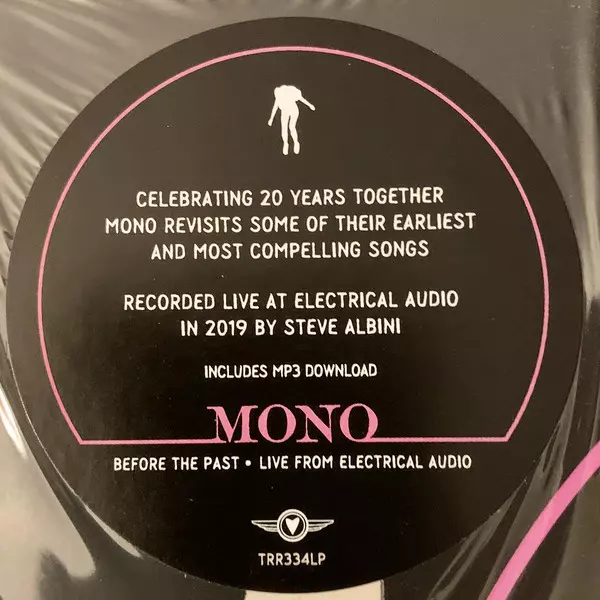 CELEBRATING 20 YEARS TOGETHER
MONO REVISITS SOME OF THEIR EARLIEST
AND MOST COMPELLING SONGS
RECORDED LIVE AT ELECTRICAL AUDIO
IN 2019 BY STEVE ALBINI
INCLUDES MP3 DOWNLOAD
MONO
BEFORE THE PAST • LIVE FROM ELECTRICAL AUDIO
TRR334LP